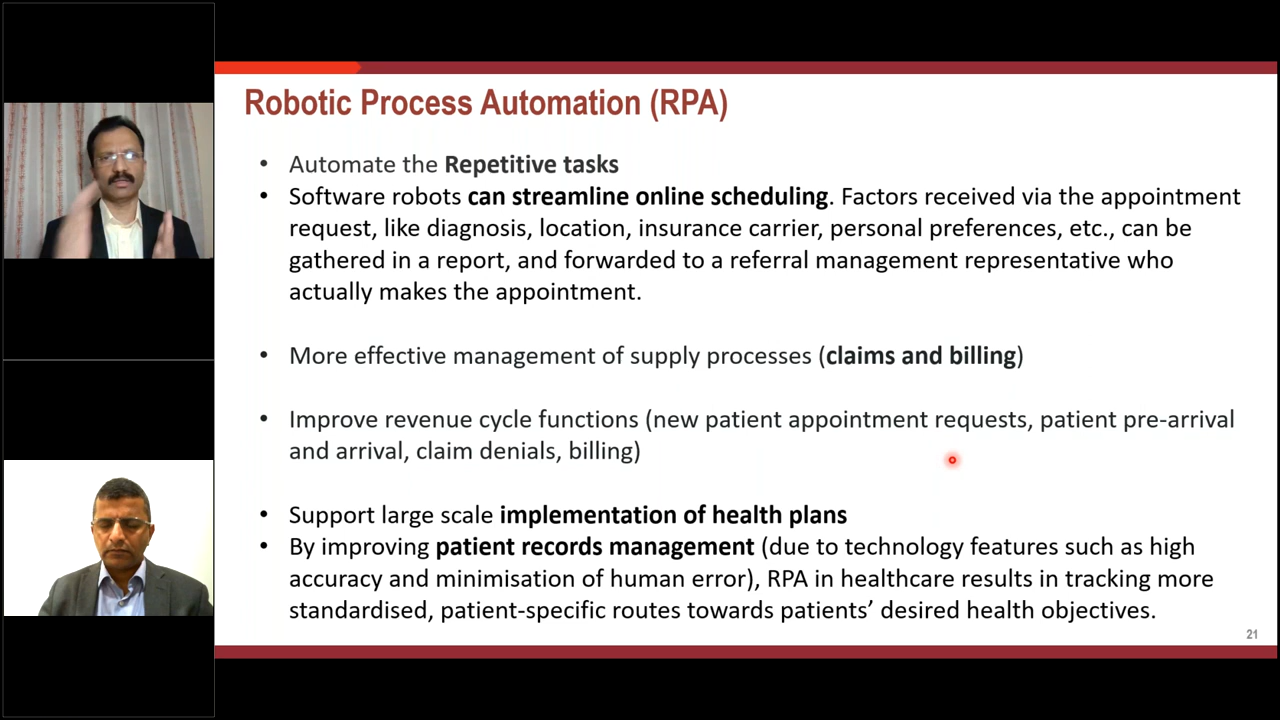 Robotic Process Automation (RPA)
• Automate the Repetitive tasks
• Software robots can streamline online scheduling. Factors received via the appointment
request, like diagnosis, location, insurance carrier, personal preferences, etc., can be
gathered in a report, and forwarded to a referral management representative who
actually makes the appointment.
• More effective management of supply processes (claims and billing)
• Improve revenue cycle functions (new patient appointment requests, patient pre-arrival
and arrival, claim denials, billing)
• Support large scale implementation of health plans
• By improving patient records management (due to technology features such as high
accuracy and minimisation of human error), RPA in healthcare results in tracking more
standardised, patient-specific routes towards patients’ desired health objectives.
21